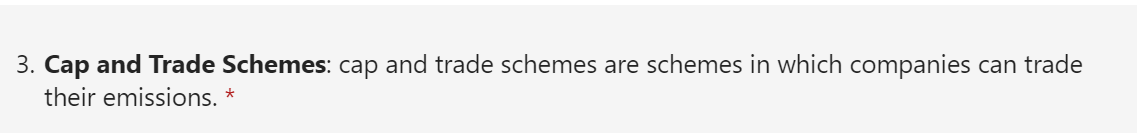 3. Cap and Trade Schemes: cap and trade schemes are schemes in which companies can trade
their emissions. *